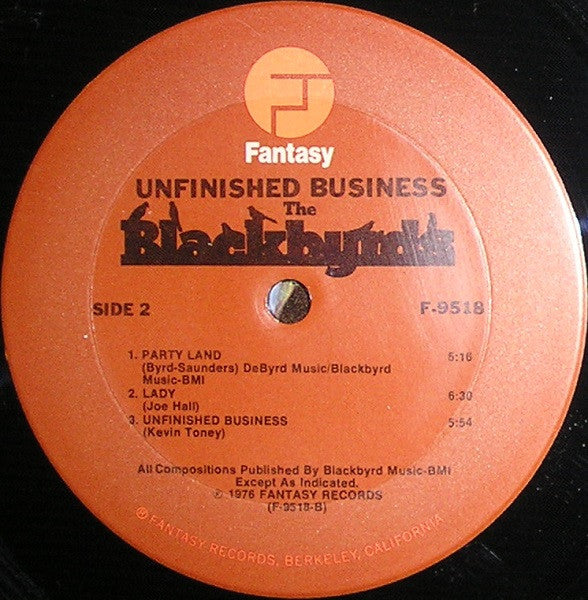 Fantasy
UNFINISHED BUSINESS
The
Blackbyrds
SIDE 2
F-9518
1. PARTY LAND 5:16
(Byrd-Saunders) DeByrd Music/Blackbyrd
Music-BMI
2. LADY 6:30
(Joe Hall)
3. UNFINISHED BUSINESS 5:54
(Kevin Toney)
All Compositions Published By Blackbyrd Music-BMI
Except As Indicated.
℗ 1976 FANTASY RECORDS
(F-9518-B)
®FANTASY RECORDS, BERKELEY, CALIFORNIA